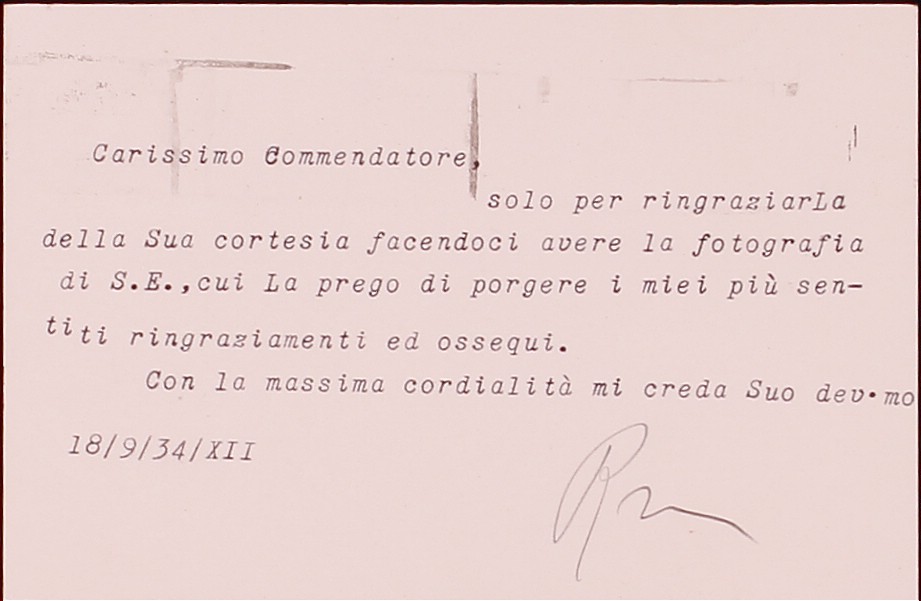 Carissimo Commendatore,
solo per ringraziarLa
della Sua cortesia facendoci avere la fotografia
di S.E.,cui La prego di porgere i miei più sen-
titi ringraziamenti ed ossequi.
Con la massima cordialità mi creda Suo dev.mo
18/9/34/XII